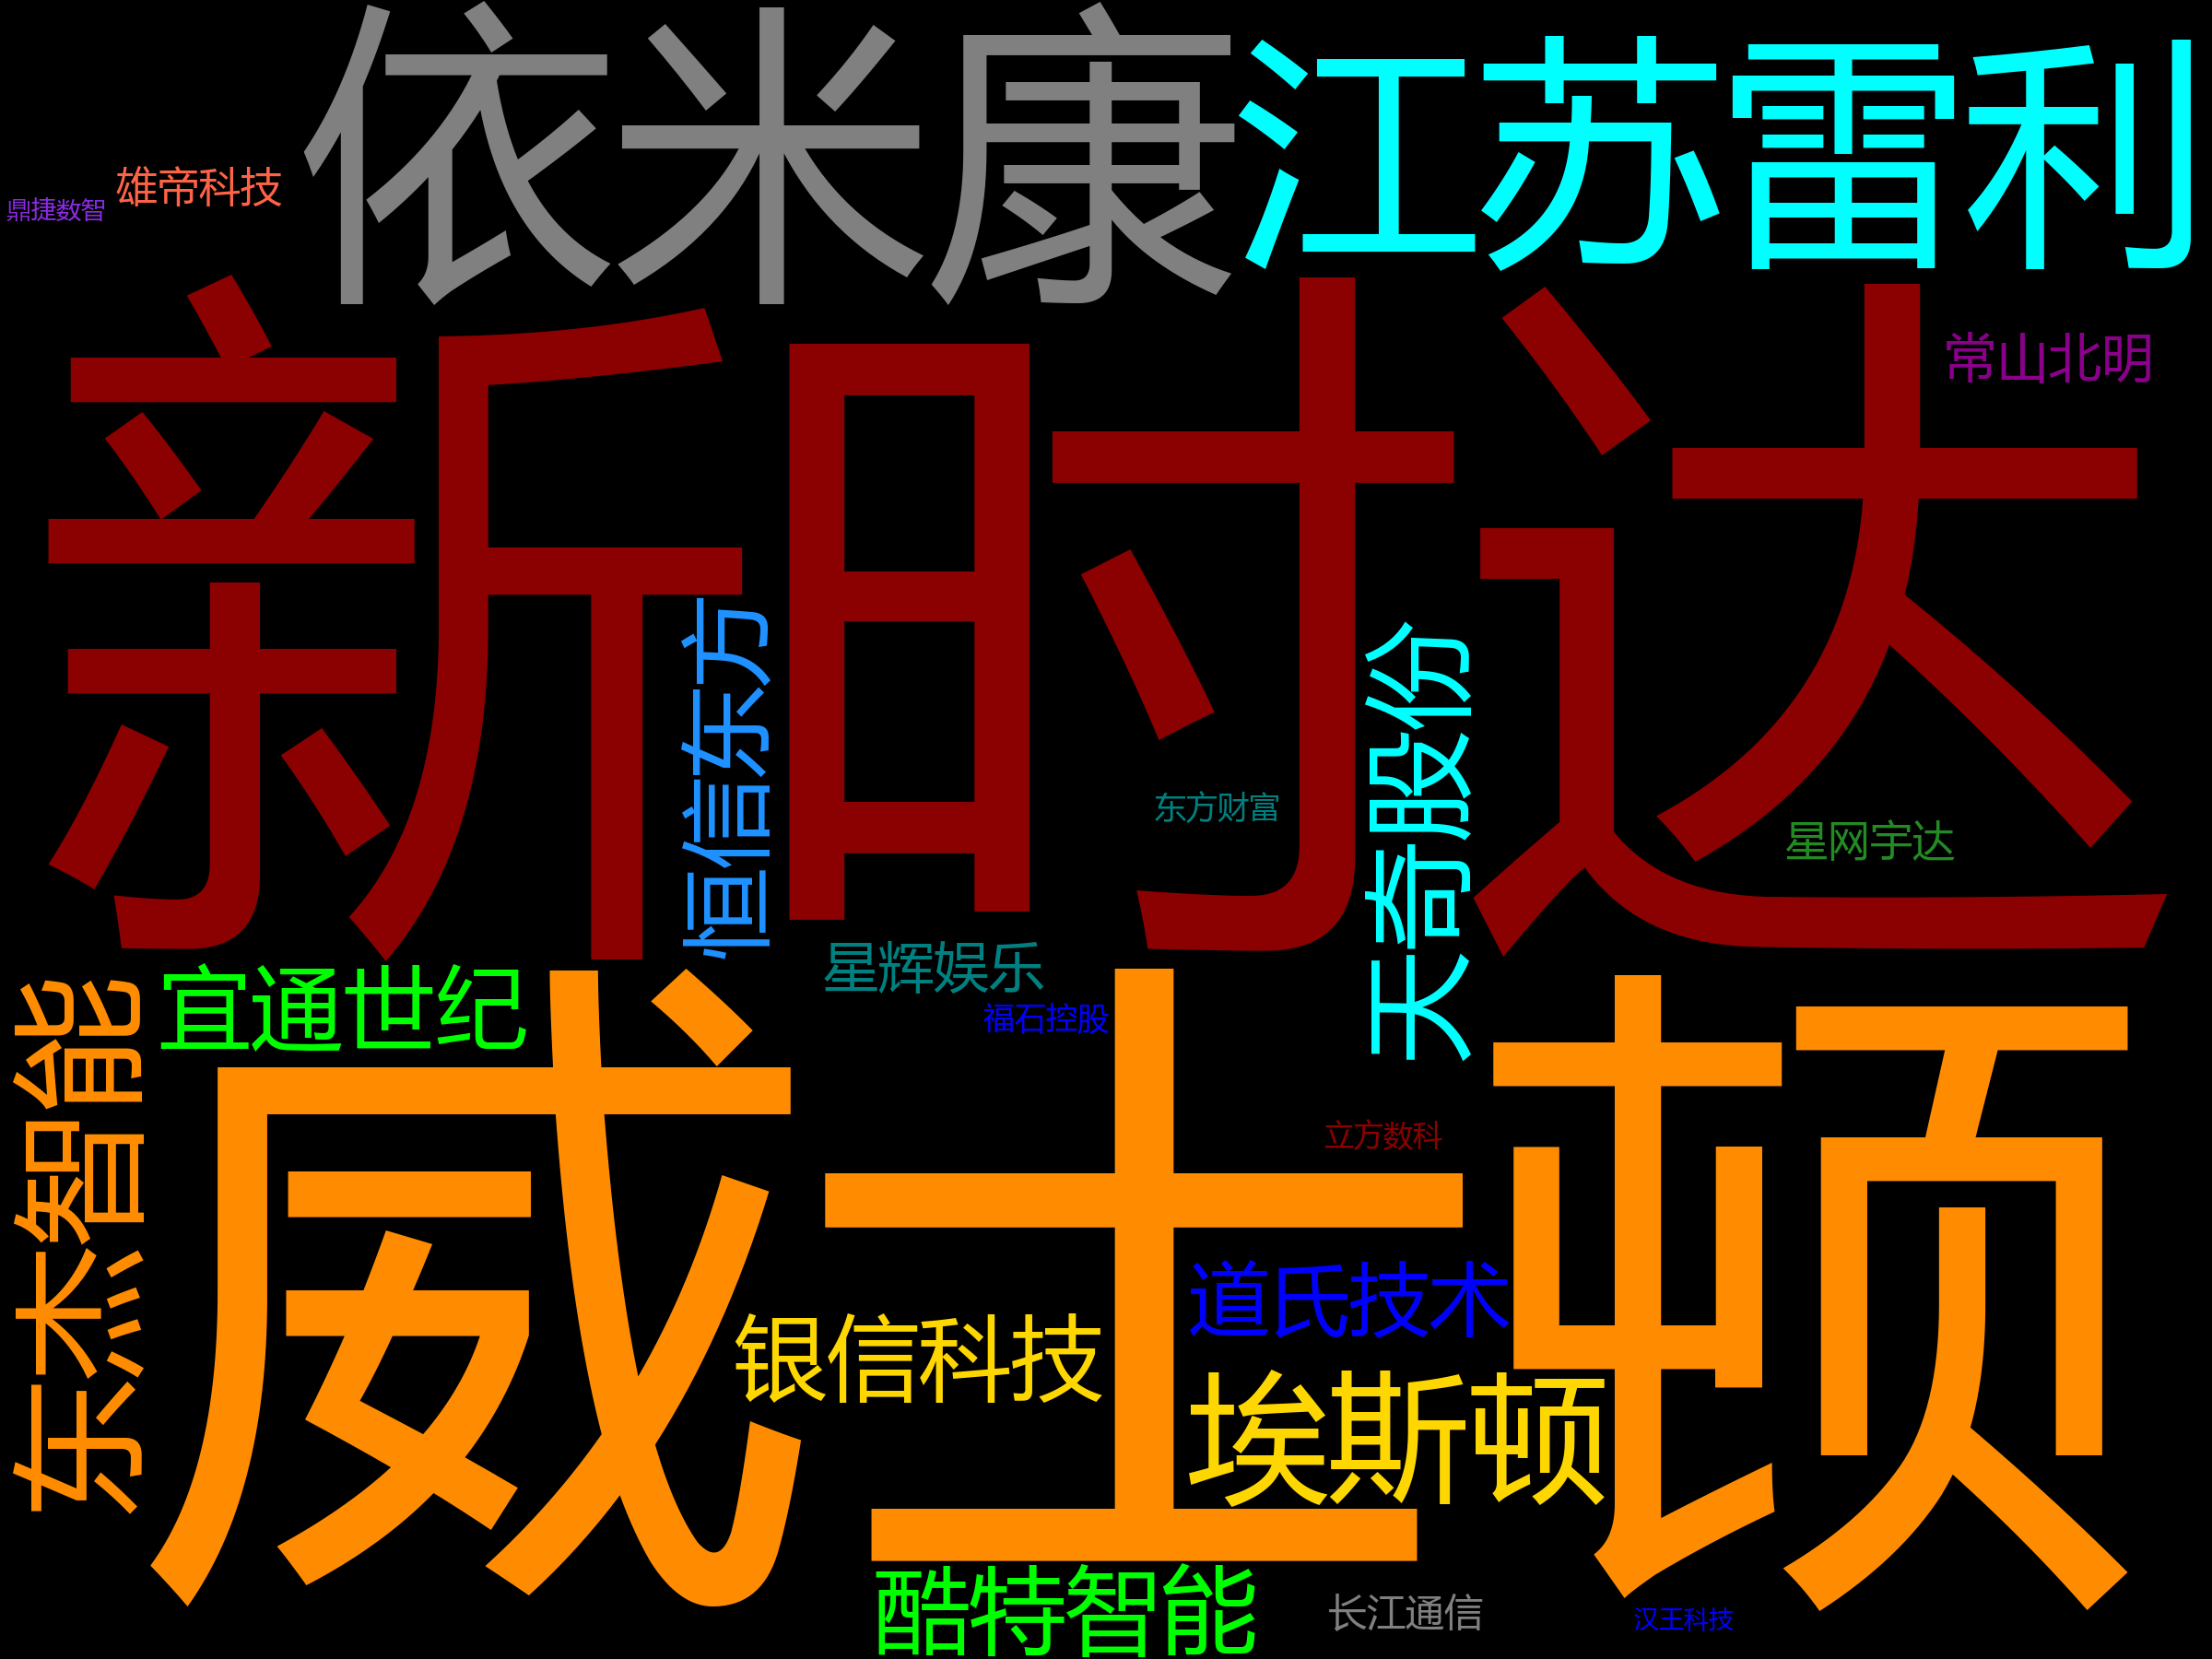 依米康
江苏雷利
唯帝科技
鼎捷数智
新时达
常山北明
恒信东方
天奇股份
东方财富
星网宇达
星辉娱乐
福石控股
宜通世纪
东杰智能
威士顿
立方数科
道氏技术
银信科技
埃斯顿
酷特智能
长江通信
汉王科技